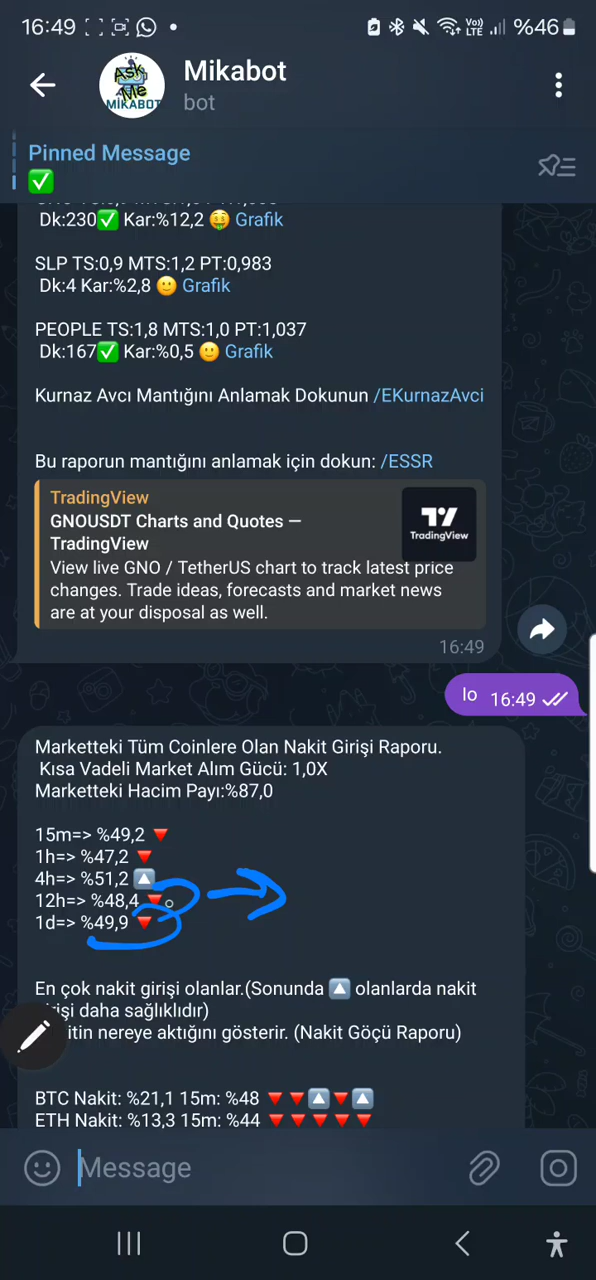 16:49
Vo))
LTE
%46
Ask
Me
MİKABOT
Mikabot
bot
Pinned Message
✅
Dk:230✅ Kar:%12,2 🤑 Grafik
SLP TS:0,9 MTS:1,2 PT:0,983
Dk:4 Kar:%2,8 🙂 Grafik
PEOPLE TS:1,8 MTS:1,0 PT:1,037
Dk:167✅ Kar:%0,5 🙂 Grafik
Kurnaz Avcı Mantığını Anlamak Dokunun /EKurnazAvci
Bu raporun mantığını anlamak için dokun: /ESSR
TradingView
GNOUSDT Charts and Quotes —
TradingView
View live GNO / TetherUS chart to track latest price
changes. Trade ideas, forecasts and market news
are at your disposal as well.
TradingView
16:49
Io 16:49
Marketteki Tüm Coinlere Olan Nakit Girişi Raporu.
Kısa Vadeli Market Alım Gücü: 1,0X
Marketteki Hacim Payı:%87,0
15m=> %49,2 🔻
1h=> %47,2 🔻
4h=> %51,2 🔼
12h=> %48,4 🔻
1d=> %49,9 🔻
En çok nakit girişi olanlar.(Sonunda 🔼 olanlarda nakit
daha sağlıklıdır)
nereye aktığını gösterir. (Nakit Göçü Raporu)
BTC Nakit: %21,1 15m: %48 🔻🔻🔼🔻🔼
ETH Nakit: %13,3 15m: %44 🔻🔻🔻🔻🔻
Message